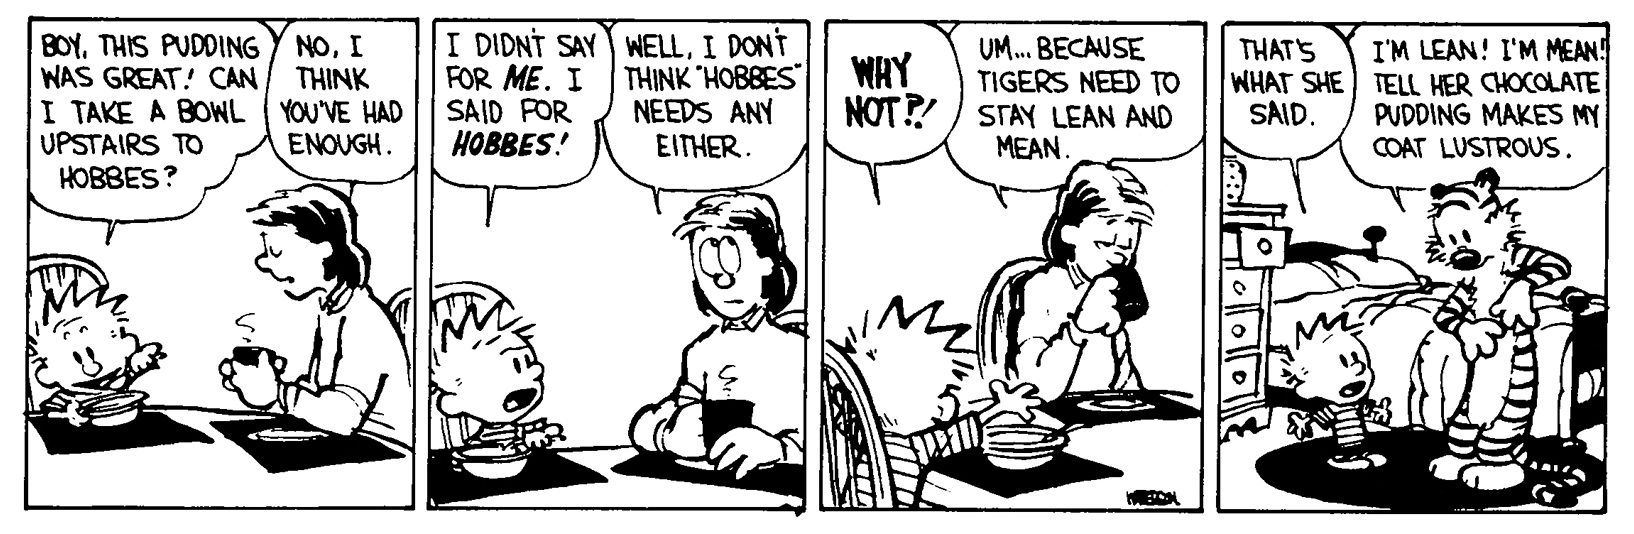 BOY, THIS PUDDING
WAS GREAT! CAN
I TAKE A BOWL
UPSTAIRS TO
HOBBES?
NO, I
THINK
YOU'VE HAD
ENOUGH.
I DIDN'T SAY
FOR ME. I
SAID FOR
HOBBES!
WELL, I DON'T
THINK "HOBBES"
NEEDS ANY
EITHER.
WHY
NOT?!
UM... BECAUSE
TIGERS NEED TO
STAY LEAN AND
MEAN.
WATTERSON
THAT'S
WHAT SHE
SAID.
I'M LEAN! I'M MEAN!
TELL HER CHOCOLATE
PUDDING MAKES MY
COAT LUSTROUS.